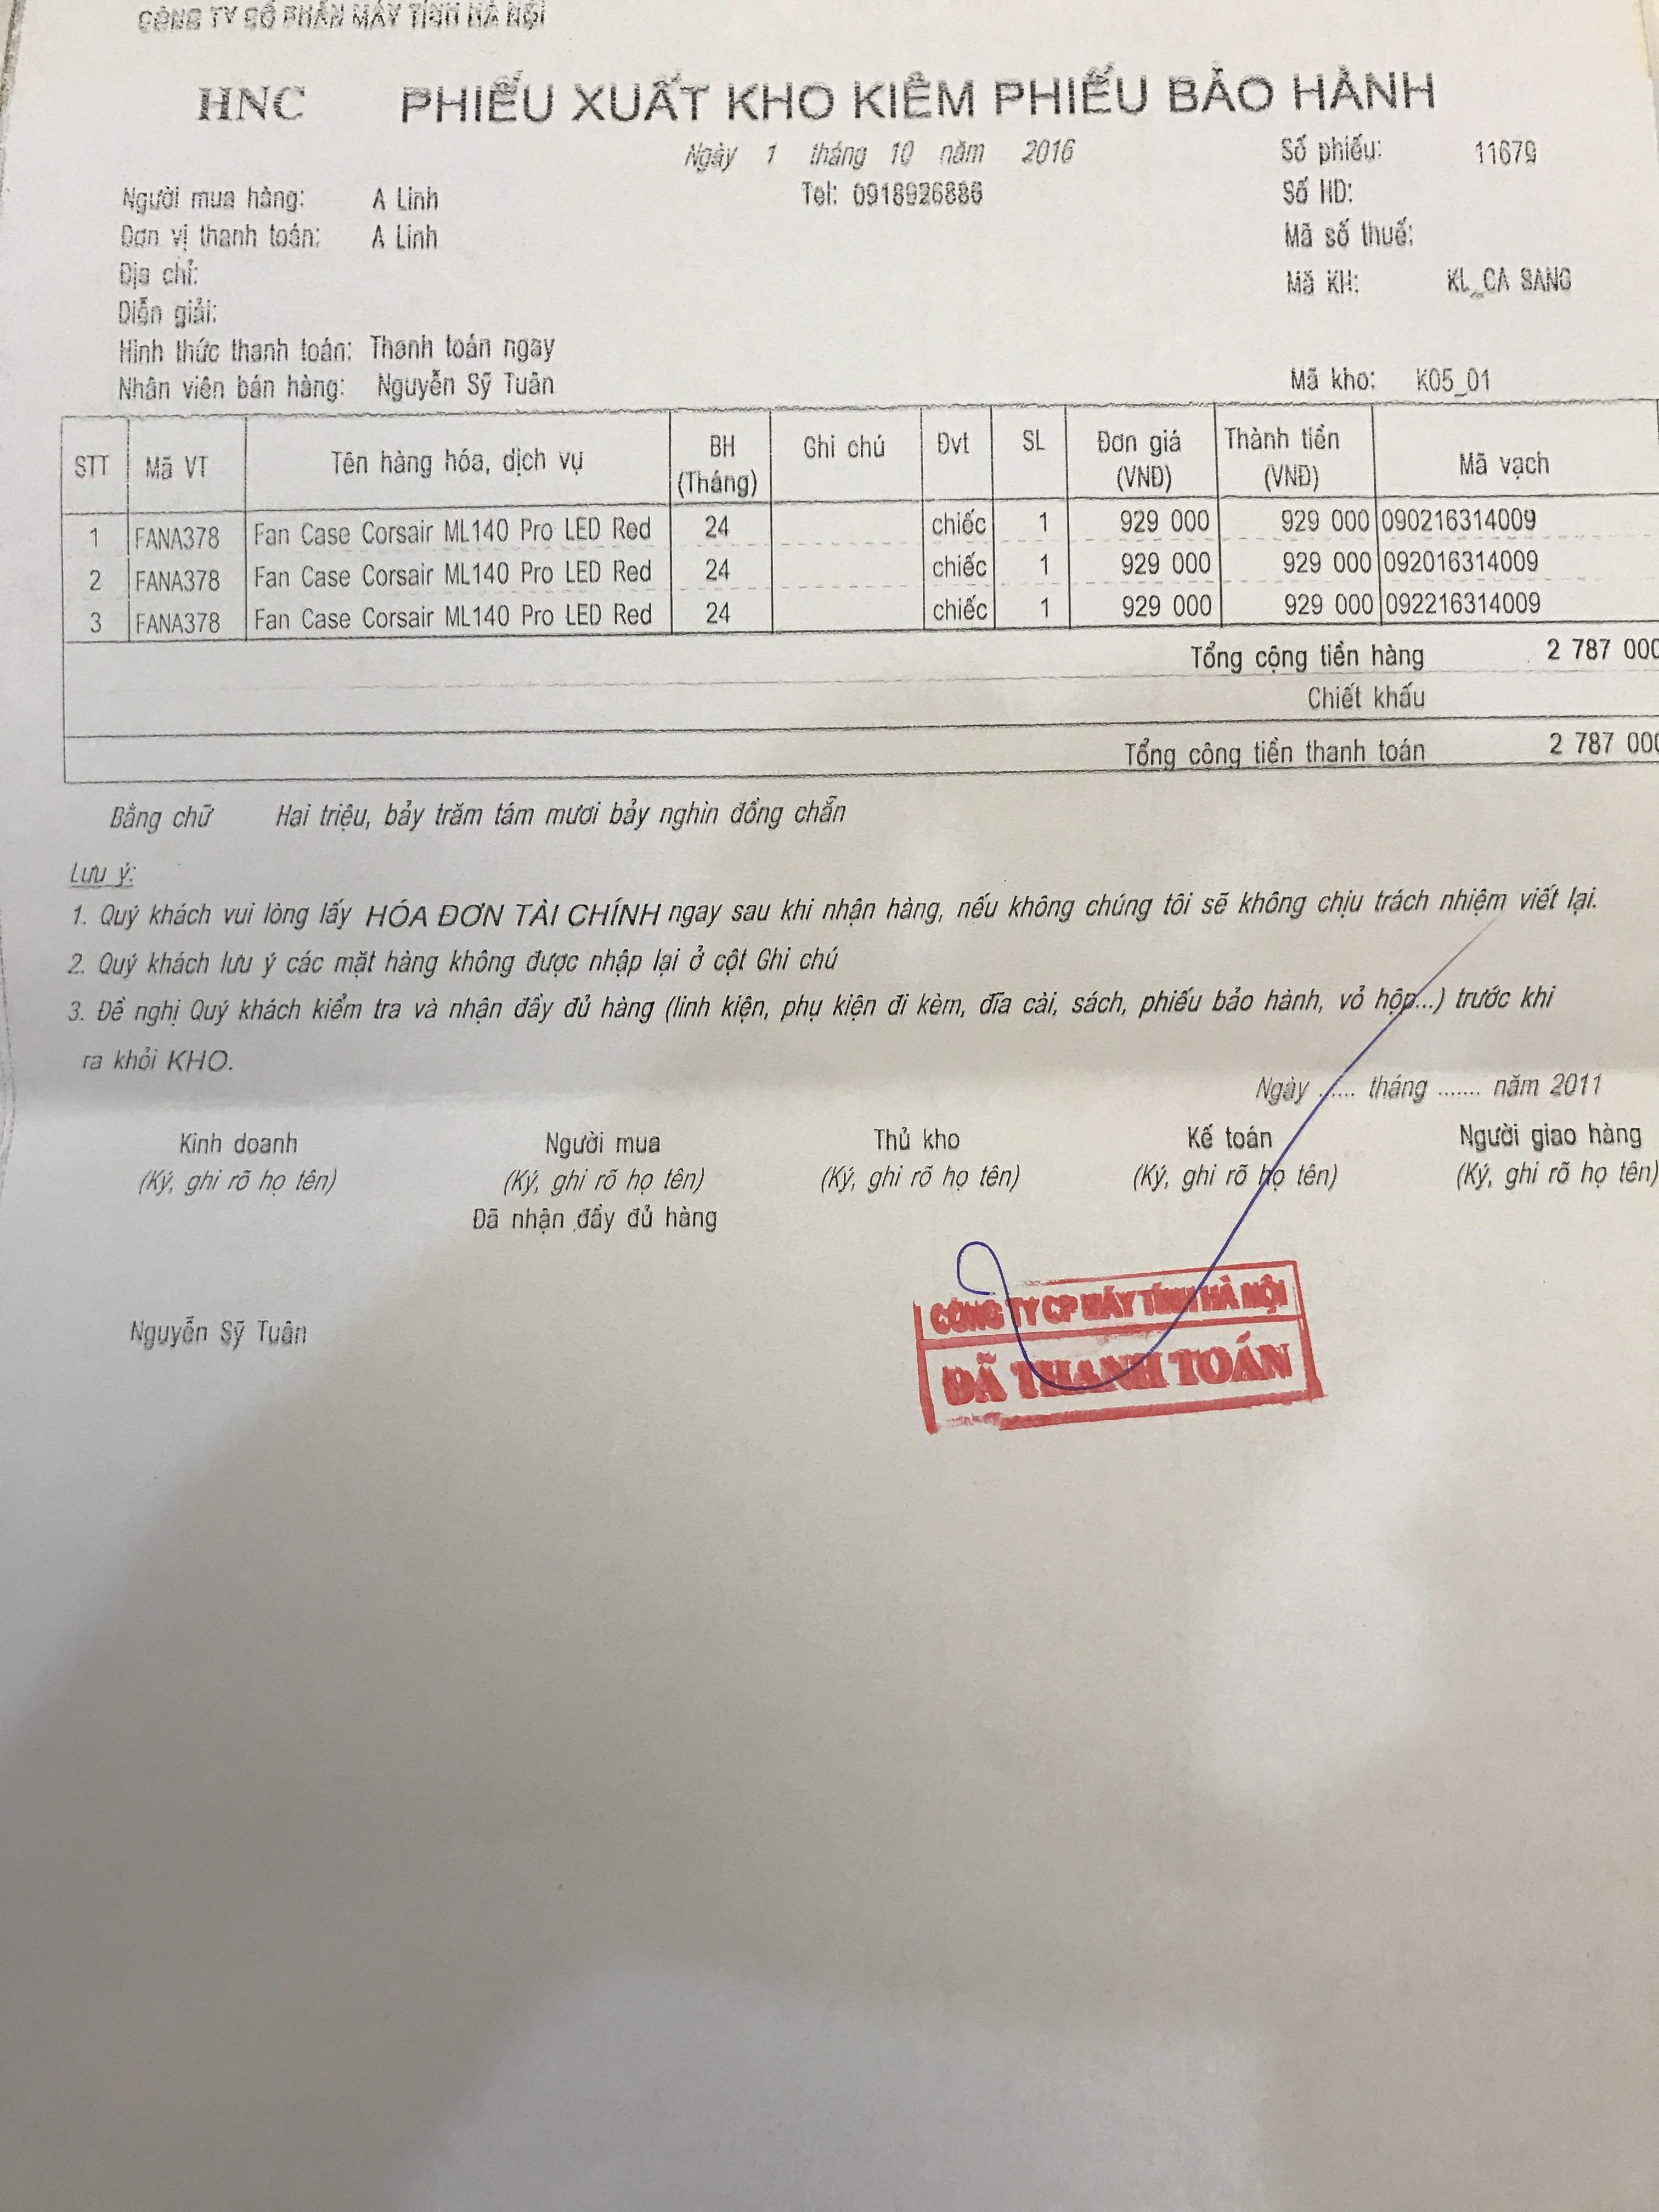 CÔNG TY CỔ PHẦN MÁY TÍNH HÀ NỘI
HNC PHIẾU XUẤT KHO KIÊM PHIẾU BẢO HÀNH
Ngày 1 tháng 10 năm 2016
Số phiếu: 11679
Người mua hàng: A Linh Tel: 0918926886 Số HD:
Đơn vị thanh toán: A Linh Mã số thuế:
Địa chỉ: Mã KH: KL_CA SANG
Diễn giải:
Hình thức thanh toán: Thanh toán ngay
Nhân viên bán hàng: Nguyễn Sỹ Tuân Mã kho: K05_01
STT Mã VT Tên hàng hóa, dịch vụ BH (Tháng) Ghi chú Đvt SL Đơn giá (VNĐ) Thành tiền (VNĐ) Mã vạch
1 FANA378 Fan Case Corsair ML140 Pro LED Red 24 chiếc 1 929 000 929 000 090216314009
2 FANA378 Fan Case Corsair ML140 Pro LED Red 24 chiếc 1 929 000 929 000 092016314009
3 FANA378 Fan Case Corsair ML140 Pro LED Red 24 chiếc 1 929 000 929 000 092216314009
Tổng cộng tiền hàng 2 787 000
Chiết khấu
Tổng công tiền thanh toán 2 787 000
Bằng chữ Hai triệu, bảy trăm tám mươi bảy nghìn đồng chẵn
Lưu ý:
1. Quý khách vui lòng lấy HÓA ĐƠN TÀI CHÍNH ngay sau khi nhận hàng, nếu không chúng tôi sẽ không chịu trách nhiệm viết lại.
2. Quý khách lưu ý các mặt hàng không được nhập lại ở cột Ghi chú
3. Đề nghị Quý khách kiểm tra và nhận đầy đủ hàng (linh kiện, phụ kiện đi kèm, đĩa cài, sách, phiếu bảo hành, vỏ hộp...) trước khi
ra khỏi KHO.
Ngày ...... tháng ....... năm 2011
Kinh doanh Người mua Thủ kho Kế toán Người giao hàng
(Ký, ghi rõ họ tên) (Ký, ghi rõ họ tên) (Ký, ghi rõ họ tên) (Ký, ghi rõ họ tên) (Ký, ghi rõ họ tên)
Đã nhận đầy đủ hàng
CÔNG TY CP MÁY TÍNH HÀ NỘI
ĐÃ THANH TOÁN
Nguyễn Sỹ Tuân